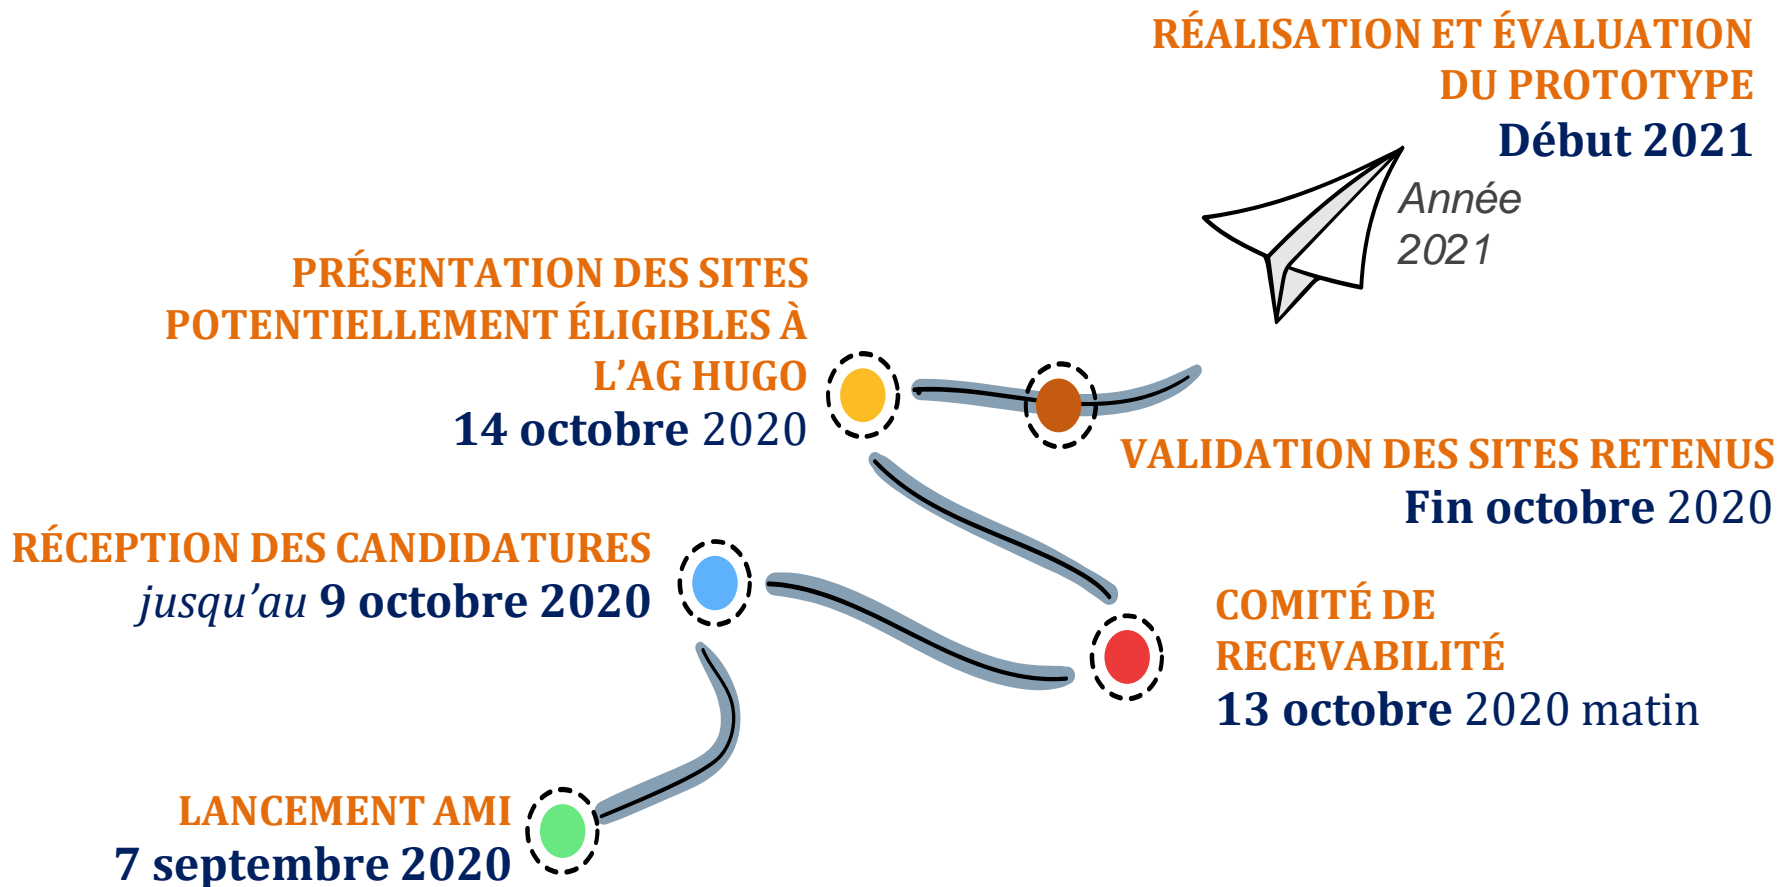 RÉALISATION ET ÉVALUATION
DU PROTOTYPE
Début 2021
Année
2021
PRÉSENTATION DES SITES
POTENTIELLEMENT ÉLIGIBLES À
L’AG HUGO
14 octobre 2020
VALIDATION DES SITES RETENUS
Fin octobre 2020
RÉCEPTION DES CANDIDATURES
jusqu’au 9 octobre 2020
COMITÉ DE
RECEVABILITÉ
13 octobre 2020 matin
LANCEMENT AMI
7 septembre 2020